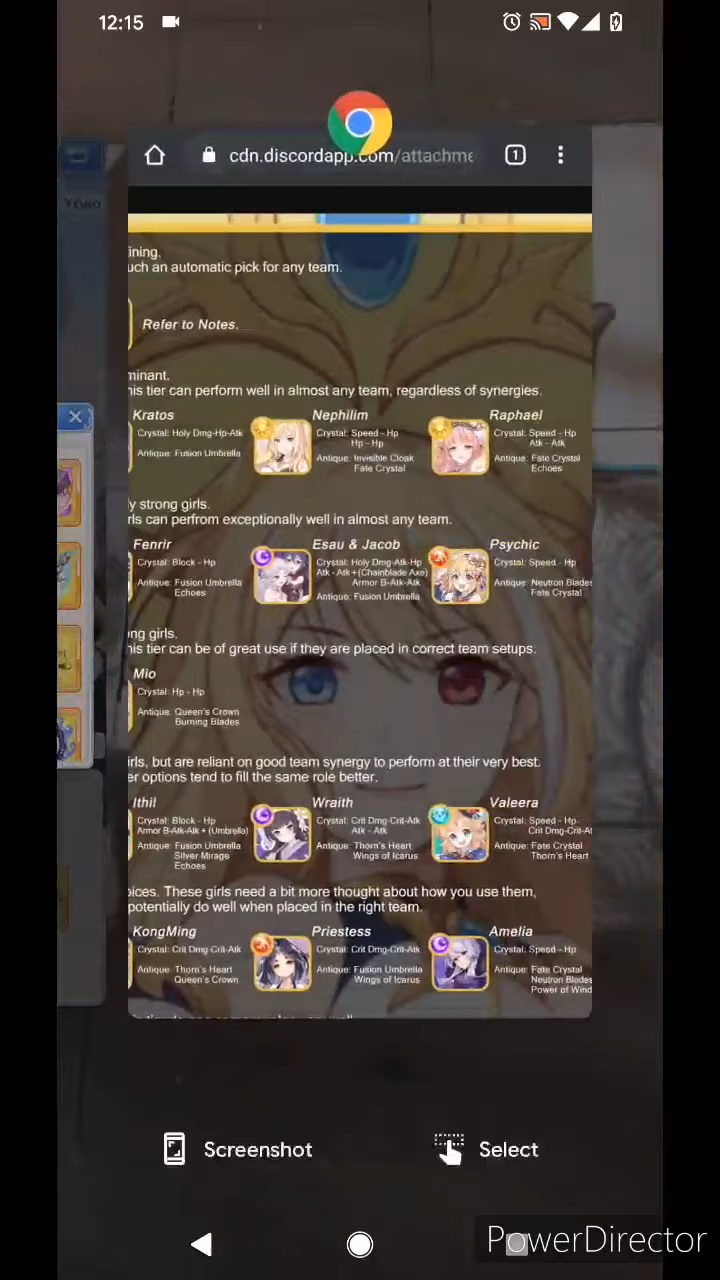 12:15
cdn.discordapp.com/attachme
1
ining.
uch an automatic pick for any team.
Refer to Notes.
minant.
his tier can perform well in almost any team, regardless of synergies.
Kratos
Crystal: Holy Dmg-Hp-Atk
Antique: Fusion Umbrella
Nephilim
Crystal: Speed - Hp
Hp - Hp
Antique: Invisible Cloak
Fate Crystal
Raphael
Crystal: Speed - Hp
Atk - Atk
Antique: Fate Crystal
Echoes
ly strong girls.
rls can perfrom exceptionally well in almost any team.
Fenrir
Crystal: Block - Hp
Antique: Fusion Umbrella
Echoes
Esau & Jacob
Crystal: Holy Dmg-Atk-Hp
Atk - Atk +(Chainblade Axe)
Armor B-Atk-Atk
Antique: Fusion Umbrella
Psychic
Crystal: Speed - Hp
Antique: Neutron Blades
Fate Crystal
ng girls.
his tier can be of great use if they are placed in correct team setups.
Mio
Crystal: Hp - Hp
Antique: Queen's Crown
Burning Blades
irls, but are reliant on good team synergy to perform at their very best.
er options tend to fill the same role better.
Ithil
Crystal: Block - Hp
Armor B-Atk-Atk + (Umbrella)
Antique: Fusion Umbrella
Silver Mirage
Echoes
Wraith
Crystal: Crit Dmg-Crit-Atk
Atk - Atk
Antique: Thorn's Heart
Wings of Icarus
Valeera
Crystal: Speed - Hp
Crit Dmg-Crit-At
Antique: Fate Crystal
Thorn's Heart
oices. These girls need a bit more thought about how you use them,
potentially do well when placed in the right team.
KongMing
Crystal: Crit Dmg-Crit-Atk
Antique: Thorn's Heart
Queen's Crown
Priestess
Crystal: Crit Dmg-Crit-Atk
Antique: Fusion Umbrella
Wings of Icarus
Amelia
Crystal: Speed - Hp
Antique: Fate Crystal
Neutron Blades
Power of Wind
Screenshot
Select
PowerDirector